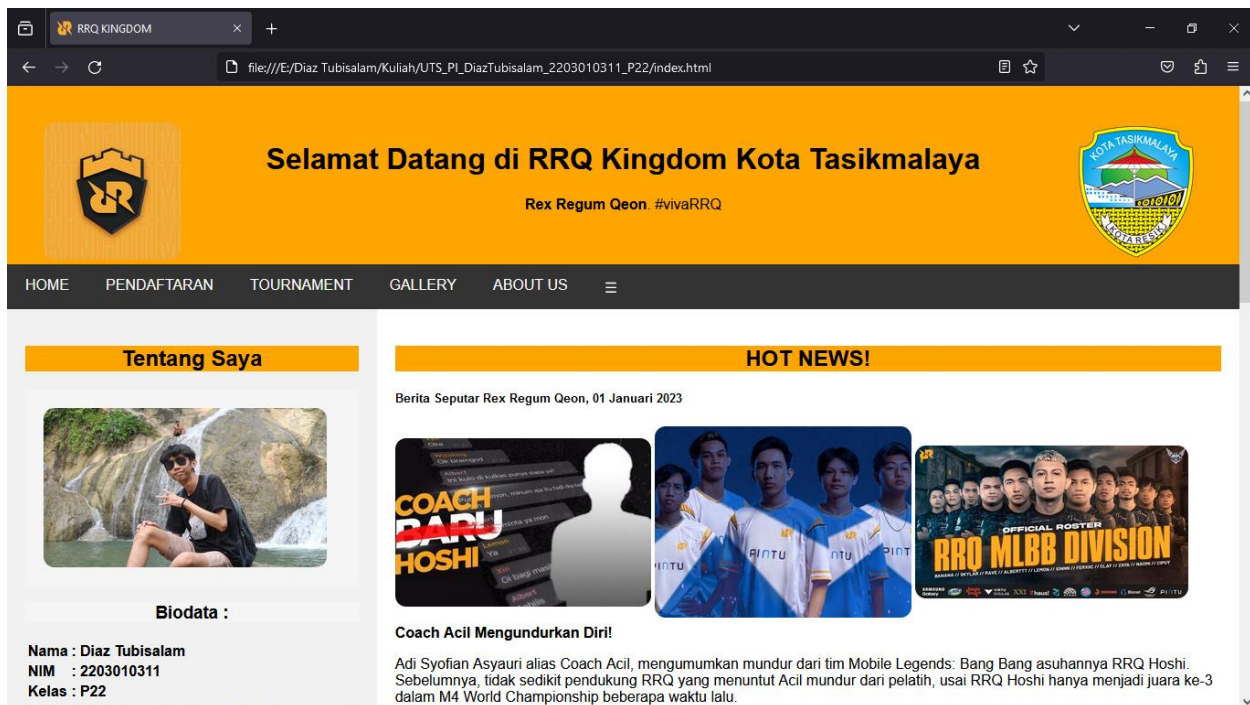 RRQ KINGDOM
file:///E:/Diaz Tubisalam/Kuliah/UTS_PI_DiazTubisalam_2203010311_P22/index.html
Selamat Datang di RRQ Kingdom Kota Tasikmalaya
Rex Regum Qeon. #vivaRRQ
KOTA TASIKMALAYA
KOTA RESIK
HOME PENDAFTARAN TOURNAMENT GALLERY ABOUT US ☰
Tentang Saya
Biodata :
Nama : Diaz Tubisalam
NIM : 2203010311
Kelas : P22
HOT NEWS!
Berita Seputar Rex Regum Qeon, 01 Januari 2023
COACH
BARU
HOSHI
Albert
Lemon
Ya
Xin
Albert
PINTU
OFFICIAL ROSTER
RRQ MLBB DIVISION
Coach Acil Mengundurkan Diri!
Adi Syofian Asyauri alias Coach Acil, mengumumkan mundur dari tim Mobile Legends: Bang Bang asuhannya RRQ Hoshi.
Sebelumnya, tidak sedikit pendukung RRQ yang menuntut Acil mundur dari pelatih, usai RRQ Hoshi hanya menjadi juara ke-3
dalam M4 World Championship beberapa waktu lalu.